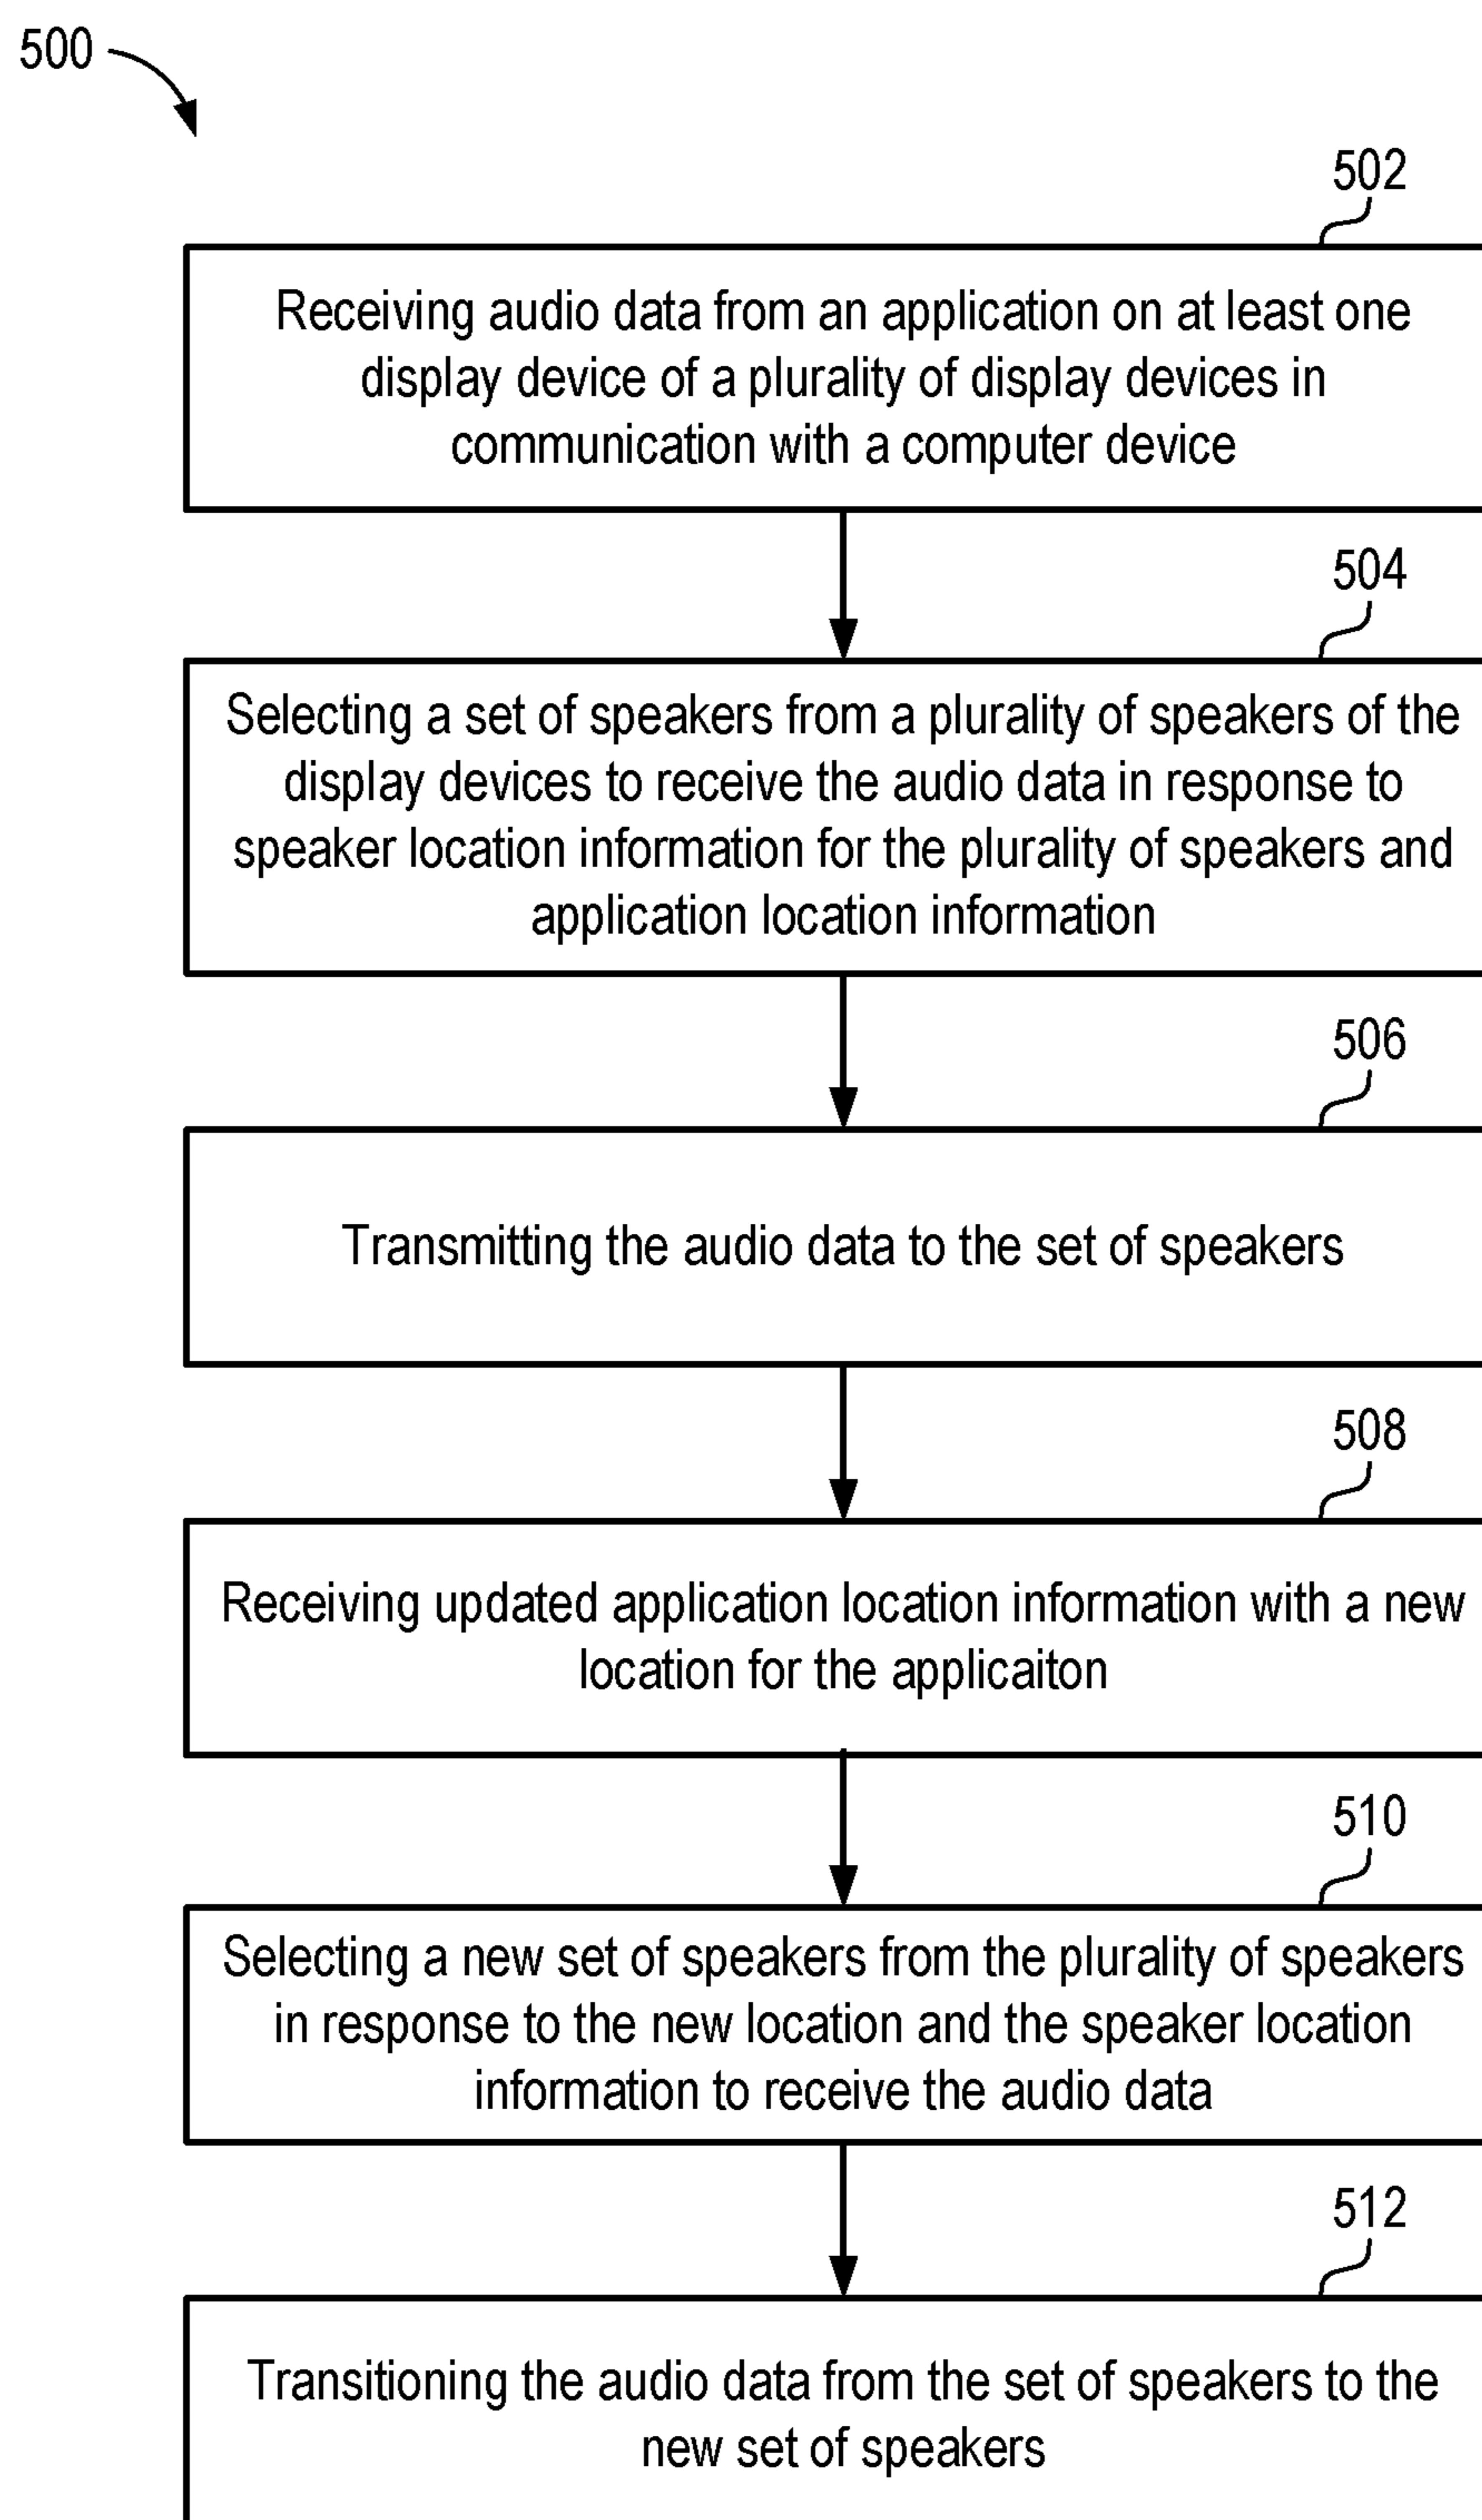 500
502
Receiving audio data from an application on at least one
display device of a plurality of display devices in
communication with a computer device
504
Selecting a set of speakers from a plurality of speakers of the
display devices to receive the audio data in response to
speaker location information for the plurality of speakers and
application location information
506
Transmitting the audio data to the set of speakers
508
Receiving updated application location information with a new
location for the applicaiton
510
Selecting a new set of speakers from the plurality of speakers
in response to the new location and the speaker location
information to receive the audio data
512
Transitioning the audio data from the set of speakers to the
new set of speakers